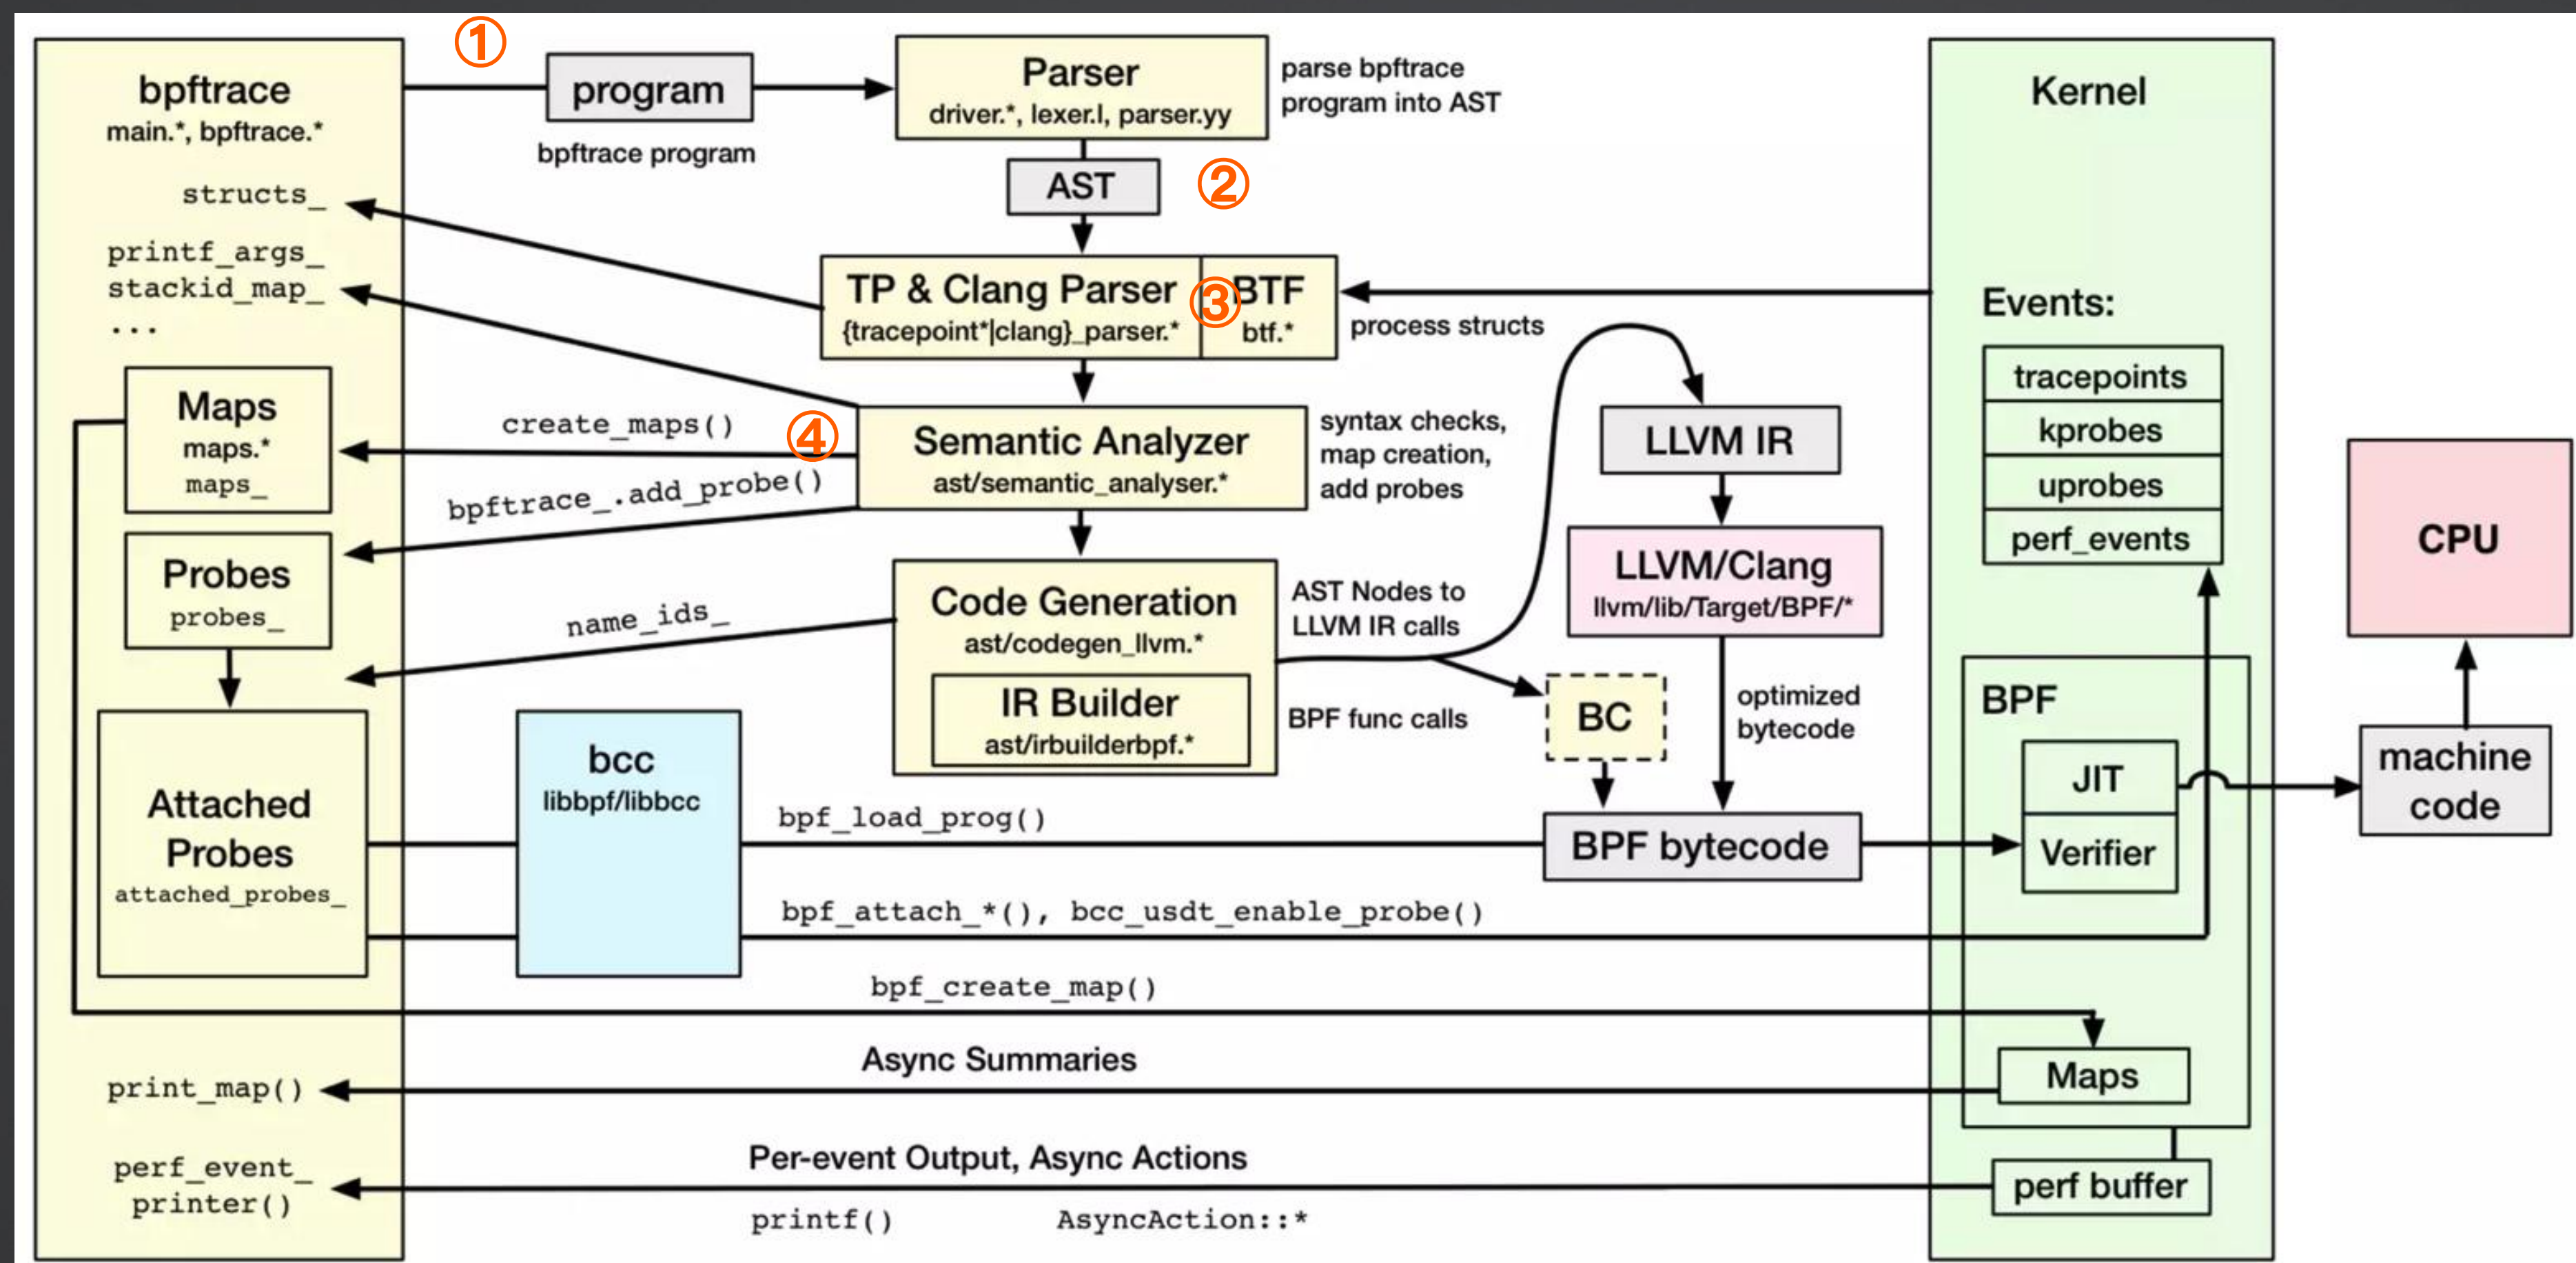 ①
bpftrace
main.*, bpftrace.*
structs_
printf_args_
stackid_map_
...
Maps
maps.*
maps_
Probes
probes_
Attached
Probes
attached_probes_
print_map()
perf_event_
printer()
program
bpftrace program
Parser
driver.*, lexer.l, parser.yy
parse bpftrace
program into AST
AST
②
TP & Clang Parser
{tracepoint*|clang}_parser.*
③
BTF
btf.*
process structs
create_maps()
④
bpftrace_.add_probe()
Semantic Analyzer
ast/semantic_analyser.*
syntax checks,
map creation,
add probes
name_ids_
Code Generation
ast/codegen_llvm.*
IR Builder
ast/irbuilderbpf.*
AST Nodes to
LLVM IR calls
BPF func calls
LLVM IR
LLVM/Clang
llvm/lib/Target/BPF/*
BC
optimized
bytecode
bcc
libbpf/libbcc
bpf_load_prog()
BPF bytecode
bpf_attach_*(), bcc_usdt_enable_probe()
bpf_create_map()
Async Summaries
Per-event Output, Async Actions
printf()
AsyncAction::*
Kernel
Events:
tracepoints
kprobes
uprobes
perf_events
BPF
JIT
Verifier
Maps
perf buffer
CPU
machine
code